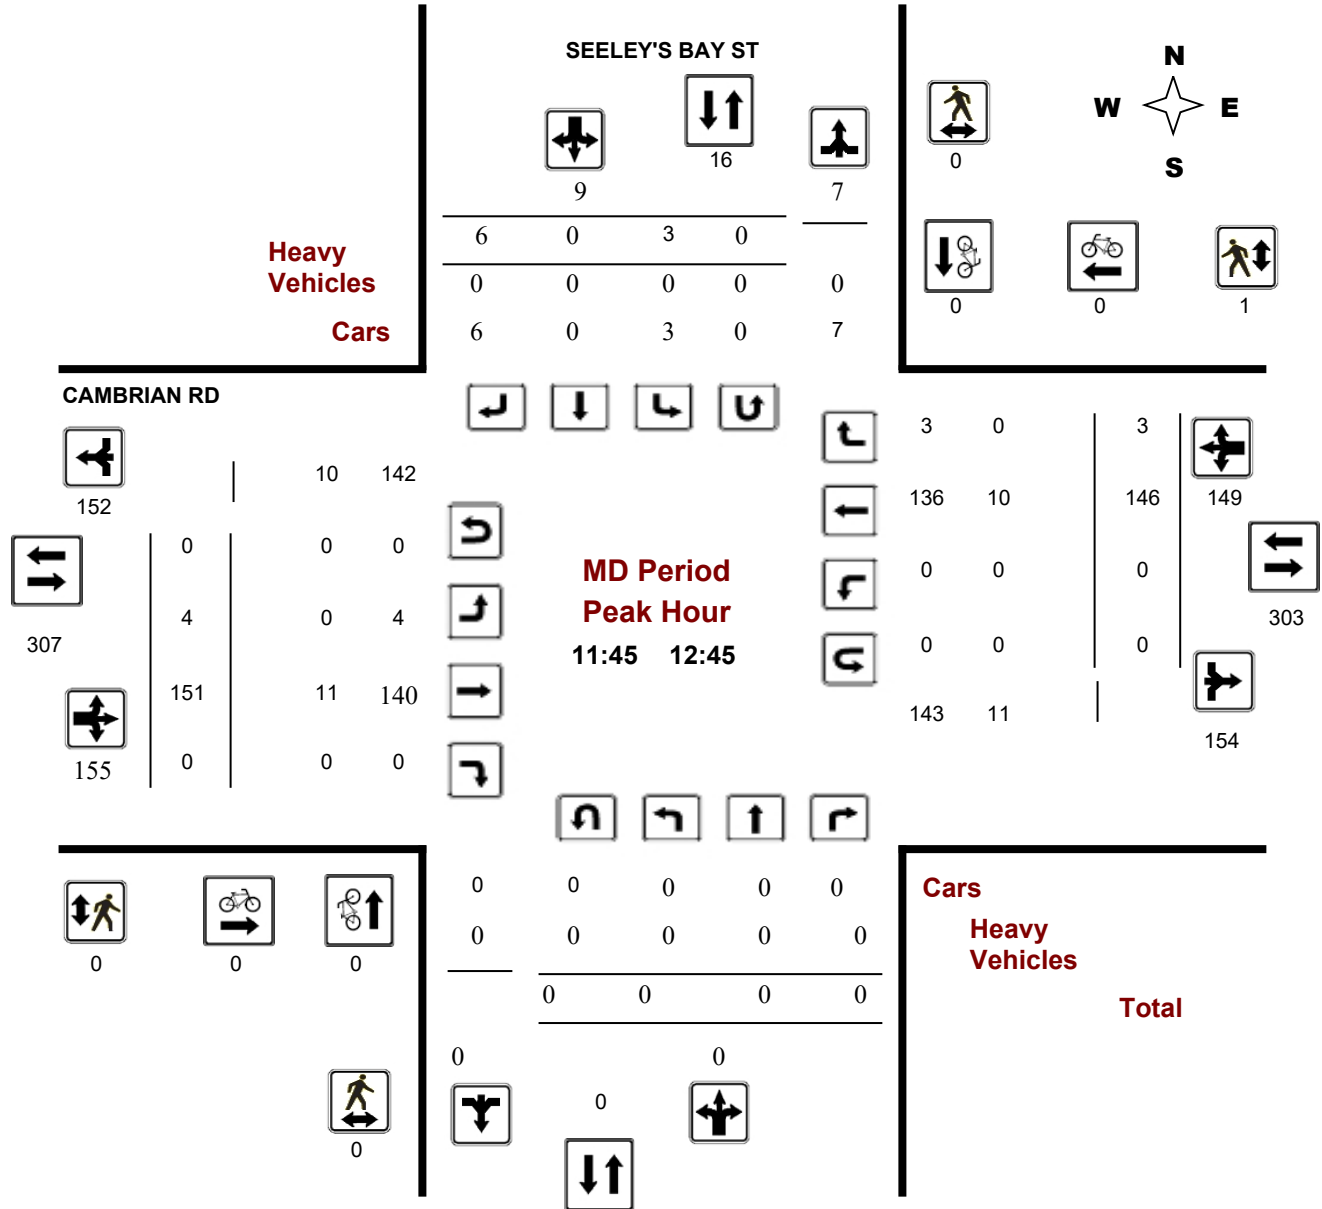 SEELEY'S BAY ST
N
W E
S
16
0
9 7
6 0 3 0
Heavy
Vehicles
0 0 0 0 0
0 0 1
Cars
6 0 3 0 7
CAMBRIAN RD
3 0 3
10 142
152
136 10 146 149
0 0 0
MD Period
0 0 0
Peak Hour
4 0 4
303
307
11:45 12:45
0 0 0
151 11 140
143 11
154
155 0 0 0
0 0 0 0 0
Cars
0 0 0 0 0
Heavy
Vehicles
0 0 0
0 0 0 0
Total
0 0
0
0